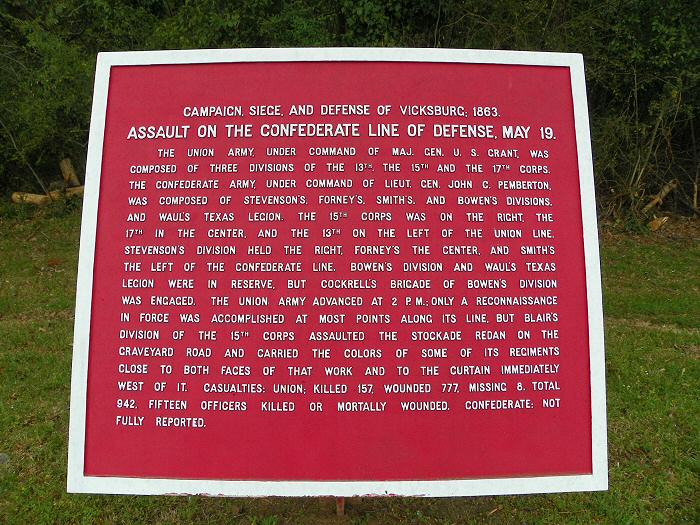 CAMPAIGN, SIEGE, AND DEFENSE OF VICKSBURG; 1863.
ASSAULT ON THE CONFEDERATE LINE OF DEFENSE, MAY 19.
THE UNION ARMY, UNDER COMMAND OF MAJ. GEN. U. S. GRANT, WAS
COMPOSED OF THREE DIVISIONS OF THE 13TH, THE 15TH AND THE 17TH CORPS.
THE CONFEDERATE ARMY, UNDER COMMAND OF LIEUT. GEN. JOHN C. PEMBERTON,
WAS COMPOSED OF STEVENSON'S, FORNEY'S, SMITH'S, AND BOWEN'S DIVISIONS,
AND WAUL'S TEXAS LEGION. THE 15TH CORPS WAS ON THE RIGHT, THE
17TH IN THE CENTER, AND THE 13TH ON THE LEFT OF THE UNION LINE.
STEVENSON'S DIVISION HELD THE RIGHT, FORNEY'S THE CENTER, AND SMITH'S
THE LEFT OF THE CONFEDERATE LINE. BOWEN'S DIVISION AND WAUL'S TEXAS
LEGION WERE IN RESERVE, BUT COCKRELL'S BRIGADE OF BOWEN'S DIVISION
WAS ENGAGED. THE UNION ARMY ADVANCED AT 2 P.M.; ONLY A RECONNAISSANCE
IN FORCE WAS ACCOMPLISHED AT MOST POINTS ALONG ITS LINE, BUT BLAIR'S
DIVISION OF THE 15TH CORPS ASSAULTED THE STOCKADE REDAN ON THE
GRAVEYARD ROAD AND CARRIED THE COLORS OF SOME OF ITS REGIMENTS
CLOSE TO BOTH FACES OF THAT WORK AND TO THE CURTAIN IMMEDIATELY
WEST OF IT. CASUALTIES: UNION; KILLED 157, WOUNDED 777, MISSING 8, TOTAL
942, FIFTEEN OFFICERS KILLED OR MORTALLY WOUNDED. CONFEDERATE; NOT
FULLY REPORTED.